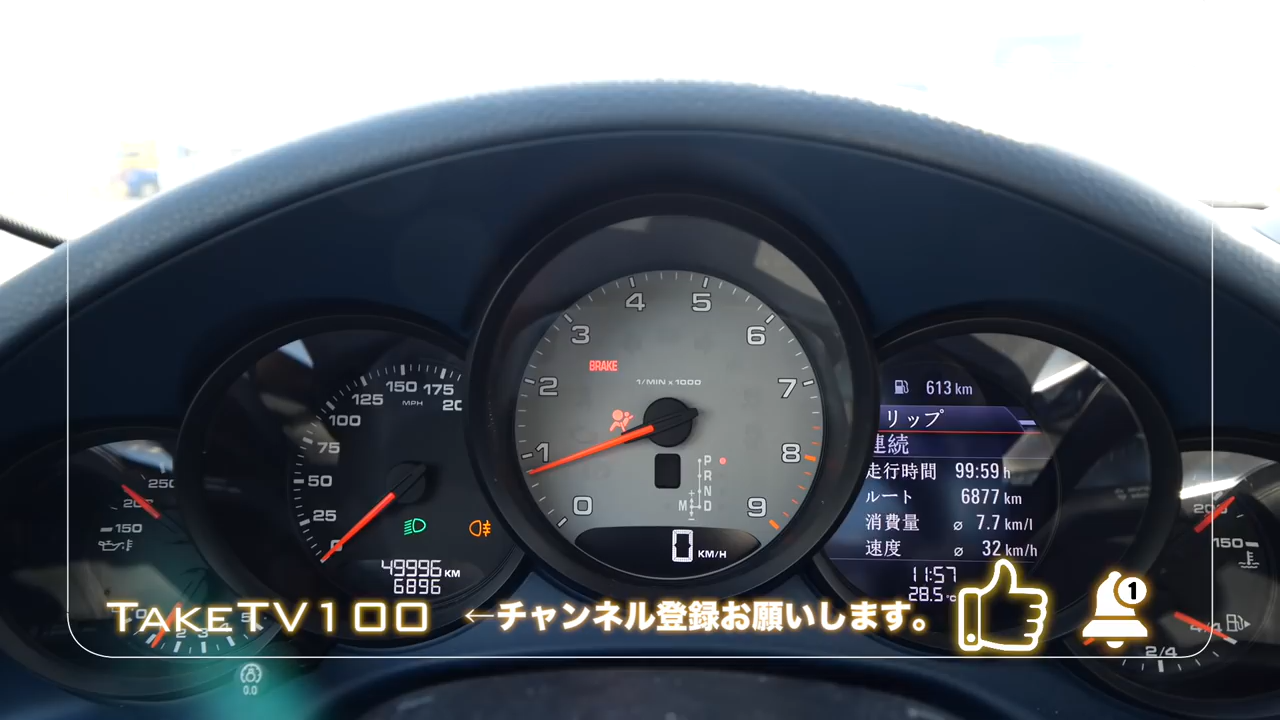 4
5
3
6
BRAKE
1/MIN x 1000
2
7
1
8
0
9
P
R
N
M D
+
-
0 KM/H
150 175
125 MPH
100
75
50
25
0
49996 KM
6896
613 km
リップ
連続
走行時間 99:59 h
ルート 6877 km
消費量 ø 7.7 km/l
速度 ø 32 km/h
11:57
28.5 °C
250
150
150
2/4
4/4
0.0
TAKETV100 ←チャンネル登録お願いします。
1